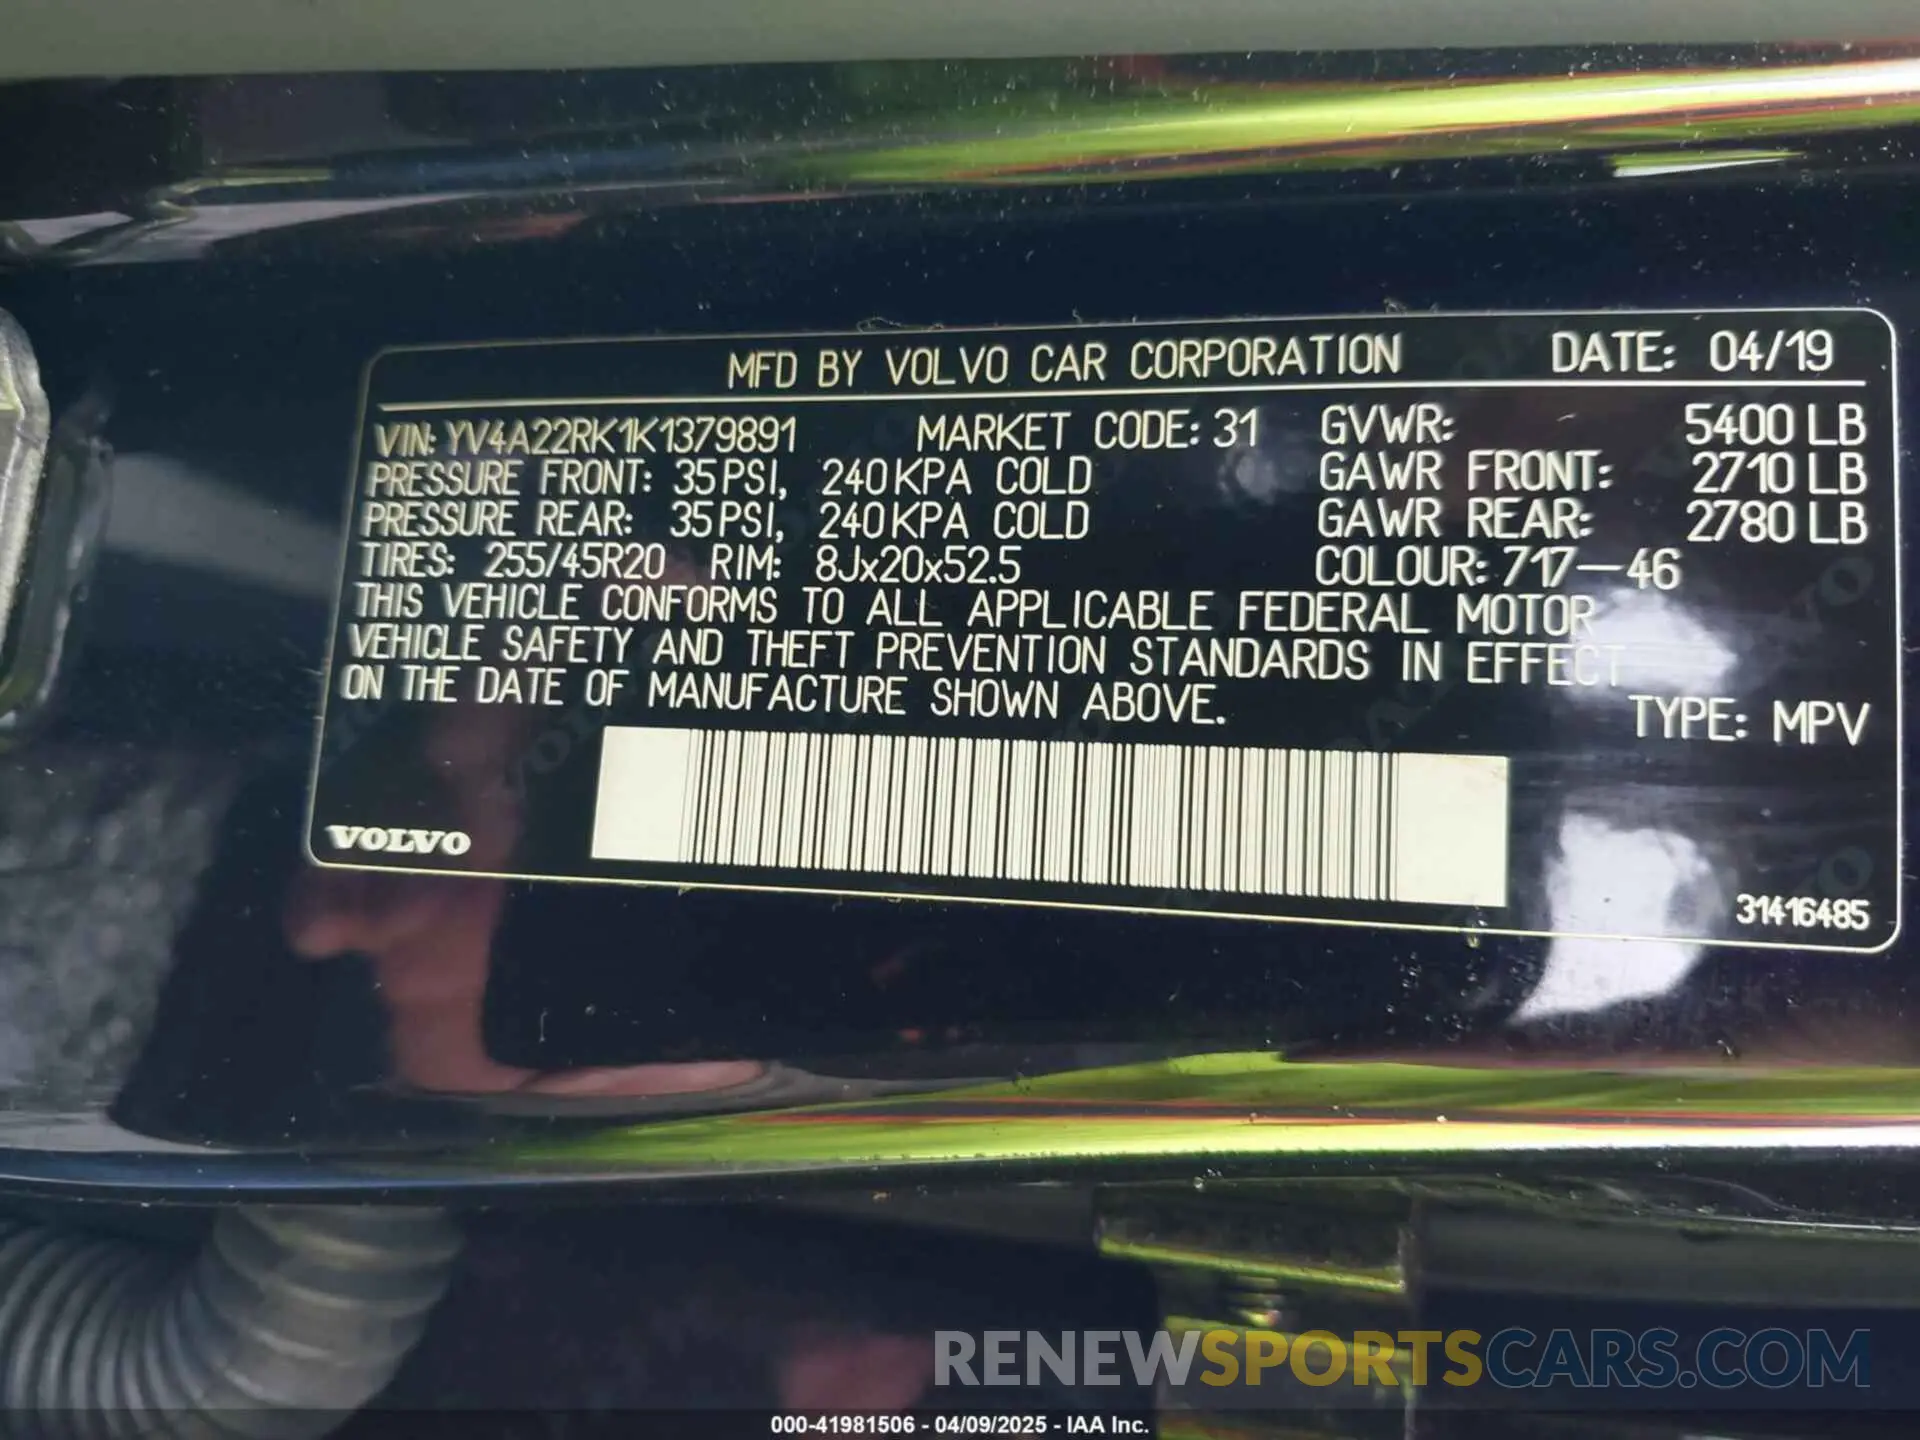 MFD BY VOLVO CAR CORPORATION DATE: 04/19
VIN: YV4A22RK1K1379891 MARKET CODE: 31 GVWR: 5400 LB
PRESSURE FRONT: 35 PSI, 240 KPA COLD GAWR FRONT: 2710 LB
PRESSURE REAR: 35 PSI, 240 KPA COLD GAWR REAR: 2780 LB
TIRES: 255/45R20 RIM: 8Jx20x52.5 COLOUR: 717-46
THIS VEHICLE CONFORMS TO ALL APPLICABLE FEDERAL MOTOR
VEHICLE SAFETY AND THEFT PREVENTION STANDARDS IN EFFECT
ON THE DATE OF MANUFACTURE SHOWN ABOVE.
TYPE: MPV
VOLVO
31416485
RENEWSPORTSCARS.COM
000-41981506 - 04/09/2025 - IAA Inc.